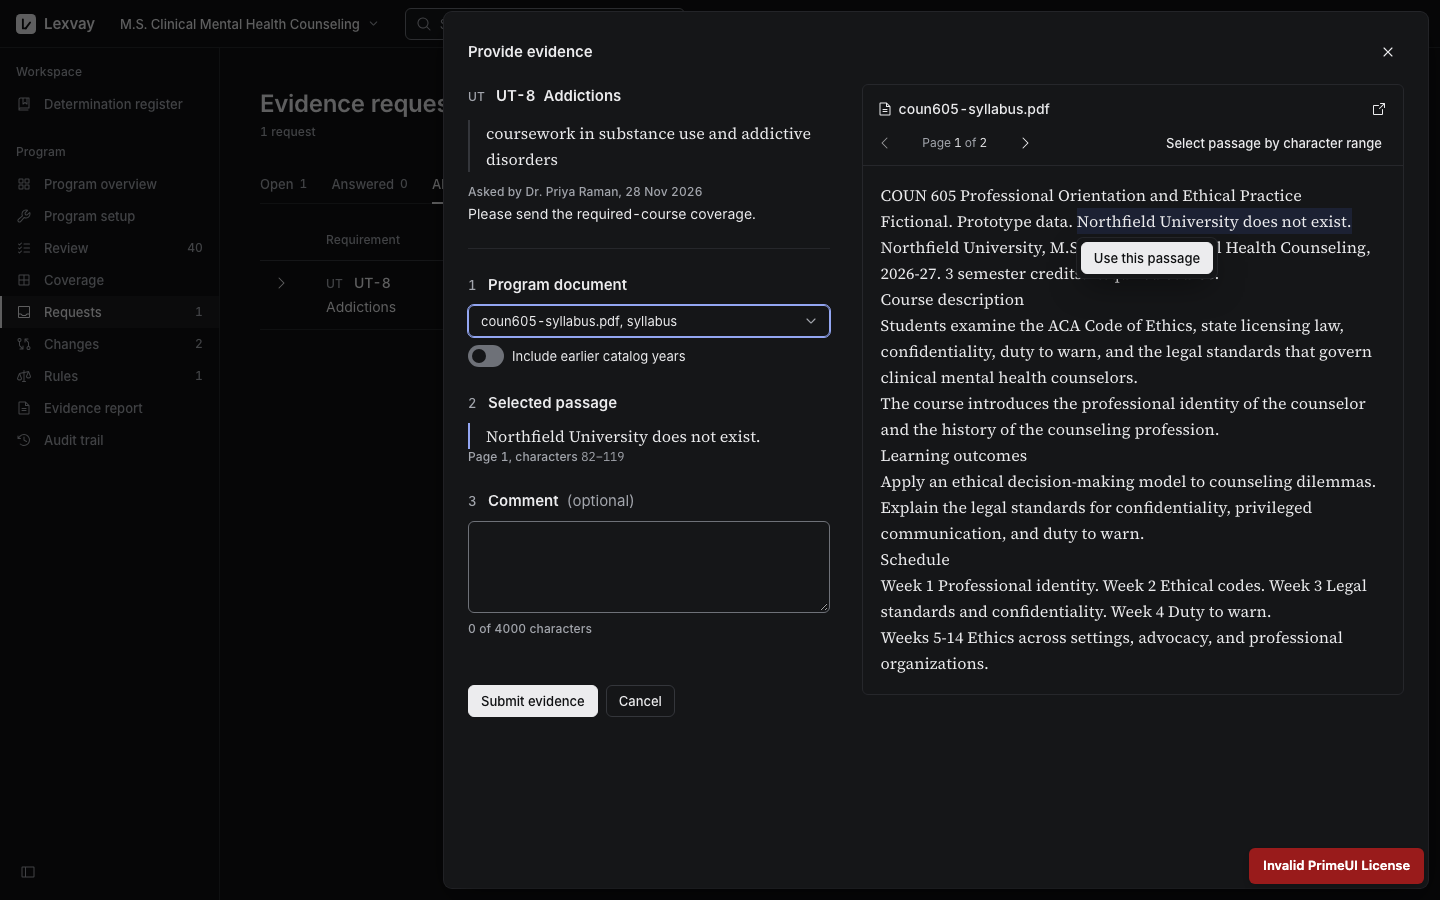 Lexvay
M.S. Clinical Mental Health Counseling
Workspace
Determination register
Program
Program overview
Program setup
Review 40
Coverage
Requests 1
Changes 2
Rules 1
Evidence report
Audit trail
Evidence reques
1 request
Open 1 Answered 0 Al
Requirement
UT UT-8
Addictions
Provide evidence
UT UT-8 Addictions
coursework in substance use and addictive
disorders
Asked by Dr. Priya Raman, 28 Nov 2026
Please send the required-course coverage.
1 Program document
coun605-syllabus.pdf, syllabus
Include earlier catalog years
2 Selected passage
Northfield University does not exist.
Page 1, characters 82–119
3 Comment (optional)
0 of 4000 characters
Submit evidence Cancel
coun605-syllabus.pdf
Page 1 of 2 Select passage by character range
COUN 605 Professional Orientation and Ethical Practice
Fictional. Prototype data. Northfield University does not exist.
Northfield University, M.S l Health Counseling,
Use this passage
2026-27. 3 semester credits
Course description
Students examine the ACA Code of Ethics, state licensing law,
confidentiality, duty to warn, and the legal standards that govern
clinical mental health counselors.
The course introduces the professional identity of the counselor
and the history of the counseling profession.
Learning outcomes
Apply an ethical decision-making model to counseling dilemmas.
Explain the legal standards for confidentiality, privileged
communication, and duty to warn.
Schedule
Week 1 Professional identity. Week 2 Ethical codes. Week 3 Legal
standards and confidentiality. Week 4 Duty to warn.
Weeks 5-14 Ethics across settings, advocacy, and professional
organizations.
Invalid PrimeUI License